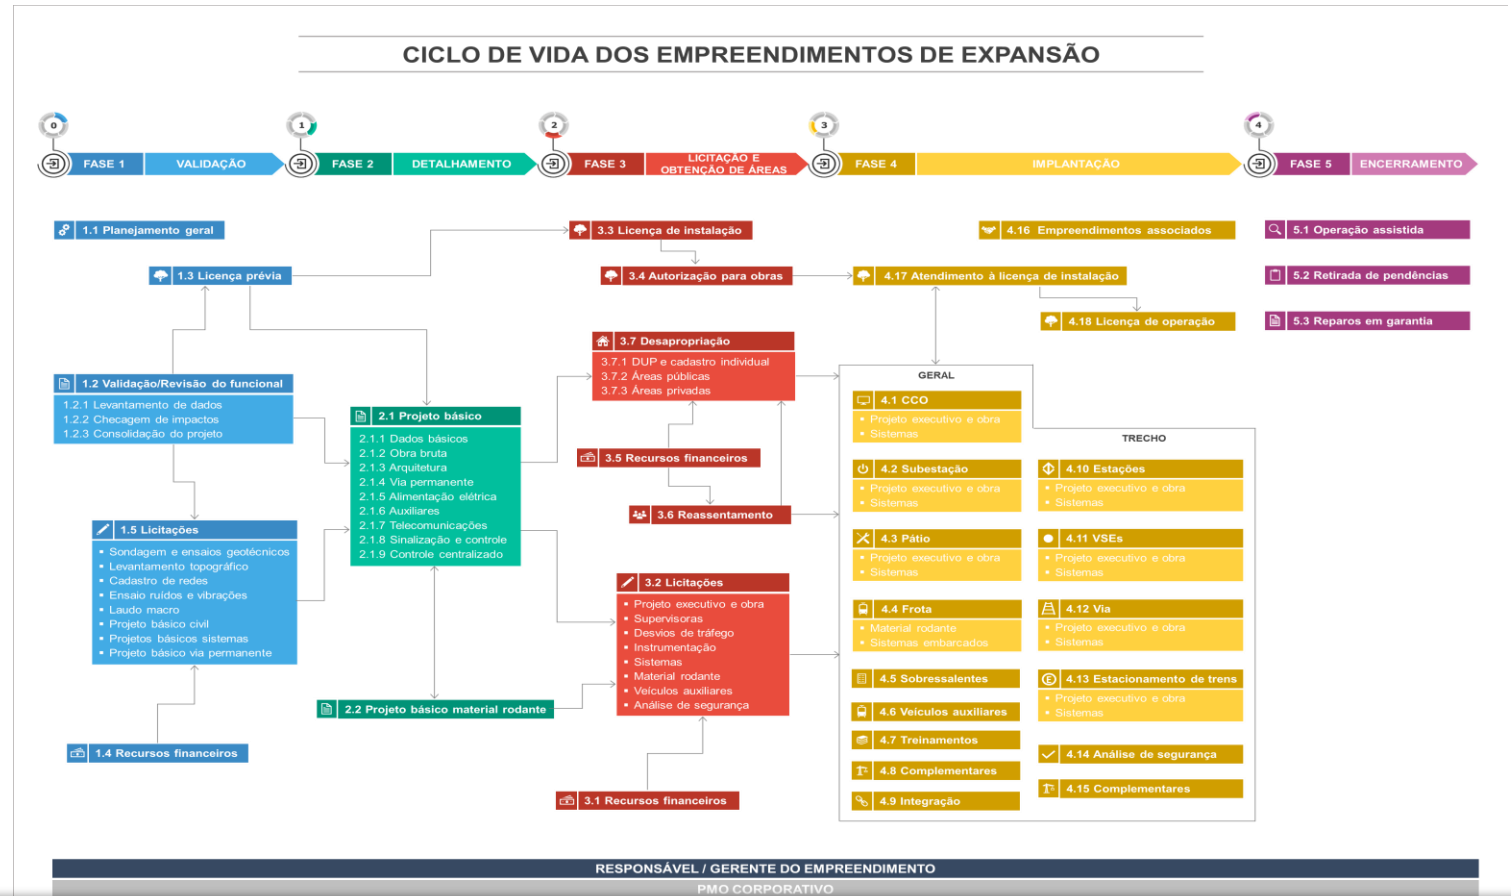 CICLO DE VIDA DOS EMPREENDIMENTOS DE EXPANSÃO
0
1
2
3
4
FASE 1
VALIDAÇÃO
FASE 2
DETALHAMENTO
FASE 3
LICITAÇÃO E
OBTENÇÃO DE ÁREAS
FASE 4
IMPLANTAÇÃO
FASE 5
ENCERRAMENTO
1.1 Planejamento geral
1.3 Licença prévia
1.2 Validação/Revisão do funcional
1.2.1 Levantamento de dados
1.2.2 Checagem de impactos
1.2.3 Consolidação do projeto
1.5 Licitações
▪ Sondagem e ensaios geotécnicos
▪ Levantamento topográfico
▪ Cadastro de redes
▪ Ensaio ruídos e vibrações
▪ Laudo macro
▪ Projeto básico civil
▪ Projetos básicos sistemas
▪ Projeto básico via permanente
1.4 Recursos financeiros
2.1 Projeto básico
2.1.1 Dados básicos
2.1.2 Obra bruta
2.1.3 Arquitetura
2.1.4 Via permanente
2.1.5 Alimentação elétrica
2.1.6 Auxiliares
2.1.7 Telecomunicações
2.1.8 Sinalização e controle
2.1.9 Controle centralizado
2.2 Projeto básico material rodante
3.3 Licença de instalação
3.4 Autorização para obras
3.7 Desapropriação
3.7.1 DUP e cadastro individual
3.7.2 Áreas públicas
3.7.3 Áreas privadas
3.5 Recursos financeiros
3.6 Reassentamento
3.2 Licitações
▪ Projeto executivo e obra
▪ Supervisoras
▪ Desvios de tráfego
▪ Instrumentação
▪ Sistemas
▪ Material rodante
▪ Veículos auxiliares
▪ Análise de segurança
3.1 Recursos financeiros
4.16 Empreendimentos associados
4.17 Atendimento à licença de instalação
4.18 Licença de operação
GERAL
4.1 CCO
▪ Projeto executivo e obra
▪ Sistemas
4.2 Subestação
▪ Projeto executivo e obra
▪ Sistemas
4.3 Pátio
▪ Projeto executivo e obra
▪ Sistemas
4.4 Frota
▪ Material rodante
▪ Sistemas embarcados
4.5 Sobressalentes
4.6 Veículos auxiliares
4.7 Treinamentos
4.8 Complementares
4.9 Integração
TRECHO
4.10 Estações
▪ Projeto executivo e obra
▪ Sistemas
4.11 VSEs
▪ Projeto executivo e obra
▪ Sistemas
4.12 Via
▪ Projeto executivo e obra
▪ Sistemas
E
4.13 Estacionamento de trens
▪ Projeto executivo e obra
▪ Sistemas
4.14 Análise de segurança
4.15 Complementares
5.1 Operação assistida
5.2 Retirada de pendências
5.3 Reparos em garantia
RESPONSÁVEL / GERENTE DO EMPREENDIMENTO
PMO CORPORATIVO